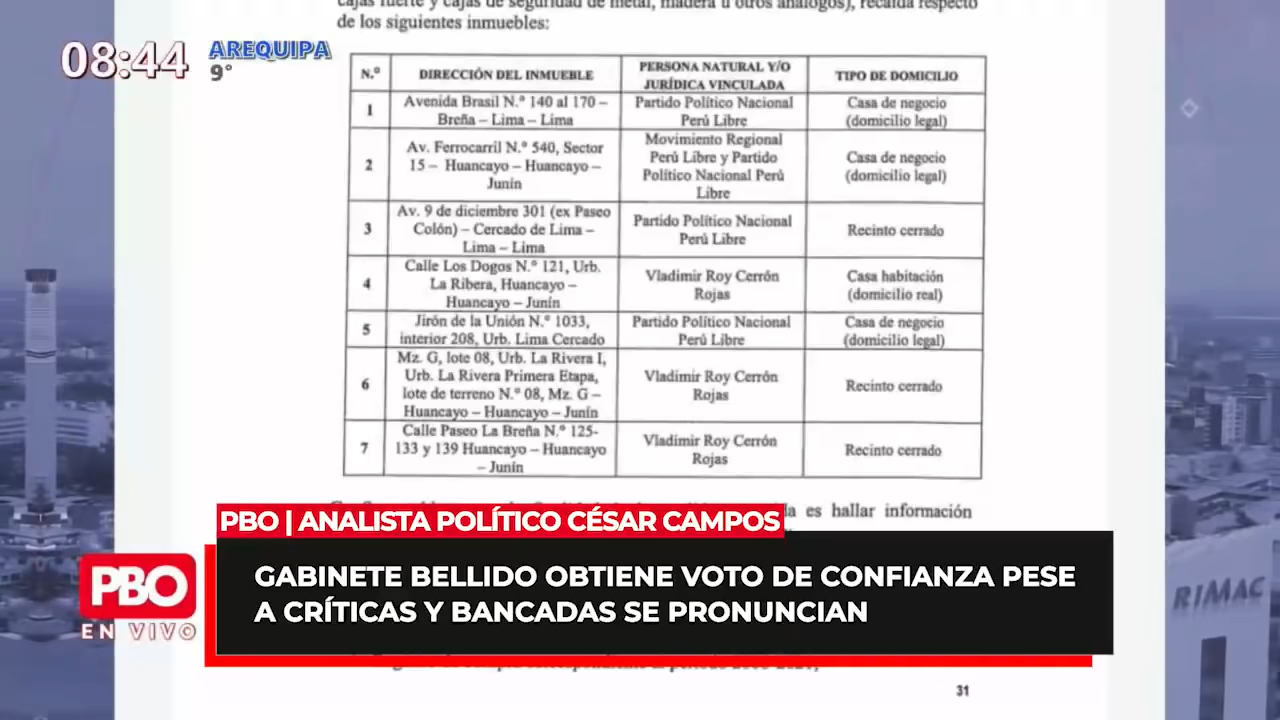 cajas fuerte y cajas de seguridad de metal, madera u otros análogos), recaída respecto
de los siguientes inmuebles:
08:44
AREQUIPA
9°
N.º DIRECCIÓN DEL INMUEBLE PERSONA NATURAL Y/O JURÍDICA VINCULADA TIPO DE DOMICILIO
1
Avenida Brasil N.º 140 al 170 –
Breña – Lima – Lima
Partido Político Nacional
Perú Libre
Casa de negocio
(domicilio legal)
2
Av. Ferrocarril N.º 540, Sector
15 – Huancayo – Huancayo –
Junín
Movimiento Regional
Perú Libre y Partido
Político Nacional Perú
Libre
Casa de negocio
(domicilio legal)
3
Av. 9 de diciembre 301 (ex Paseo
Colón) – Cercado de Lima –
Lima – Lima
Partido Político Nacional
Perú Libre
Recinto cerrado
4
Calle Los Dogos N.º 121, Urb.
La Ribera, Huancayo –
Huancayo – Junín
Vladimir Roy Cerrón
Rojas
Casa habitación
(domicilio real)
5
Jirón de la Unión N.º 1033,
interior 208, Urb. Lima Cercado
Partido Político Nacional
Perú Libre
Casa de negocio
(domicilio legal)
6
Mz. G, lote 08, Urb. La Rivera I,
Urb. La Rivera Primera Etapa,
lote de terreno N.º 08, Mz. G –
Huancayo – Huancayo – Junín
Vladimir Roy Cerrón
Rojas
Recinto cerrado
7
Calle Paseo La Breña N.º 125-
133 y 139 Huancayo – Huancayo
– Junín
Vladimir Roy Cerrón
Rojas
Recinto cerrado
es hallar información
PBO | ANALISTA POLÍTICO CÉSAR CAMPOS
GABINETE BELLIDO OBTIENE VOTO DE CONFIANZA PESE
A CRÍTICAS Y BANCADAS SE PRONUNCIAN
PBO
EN VIVO
RIMAC
31